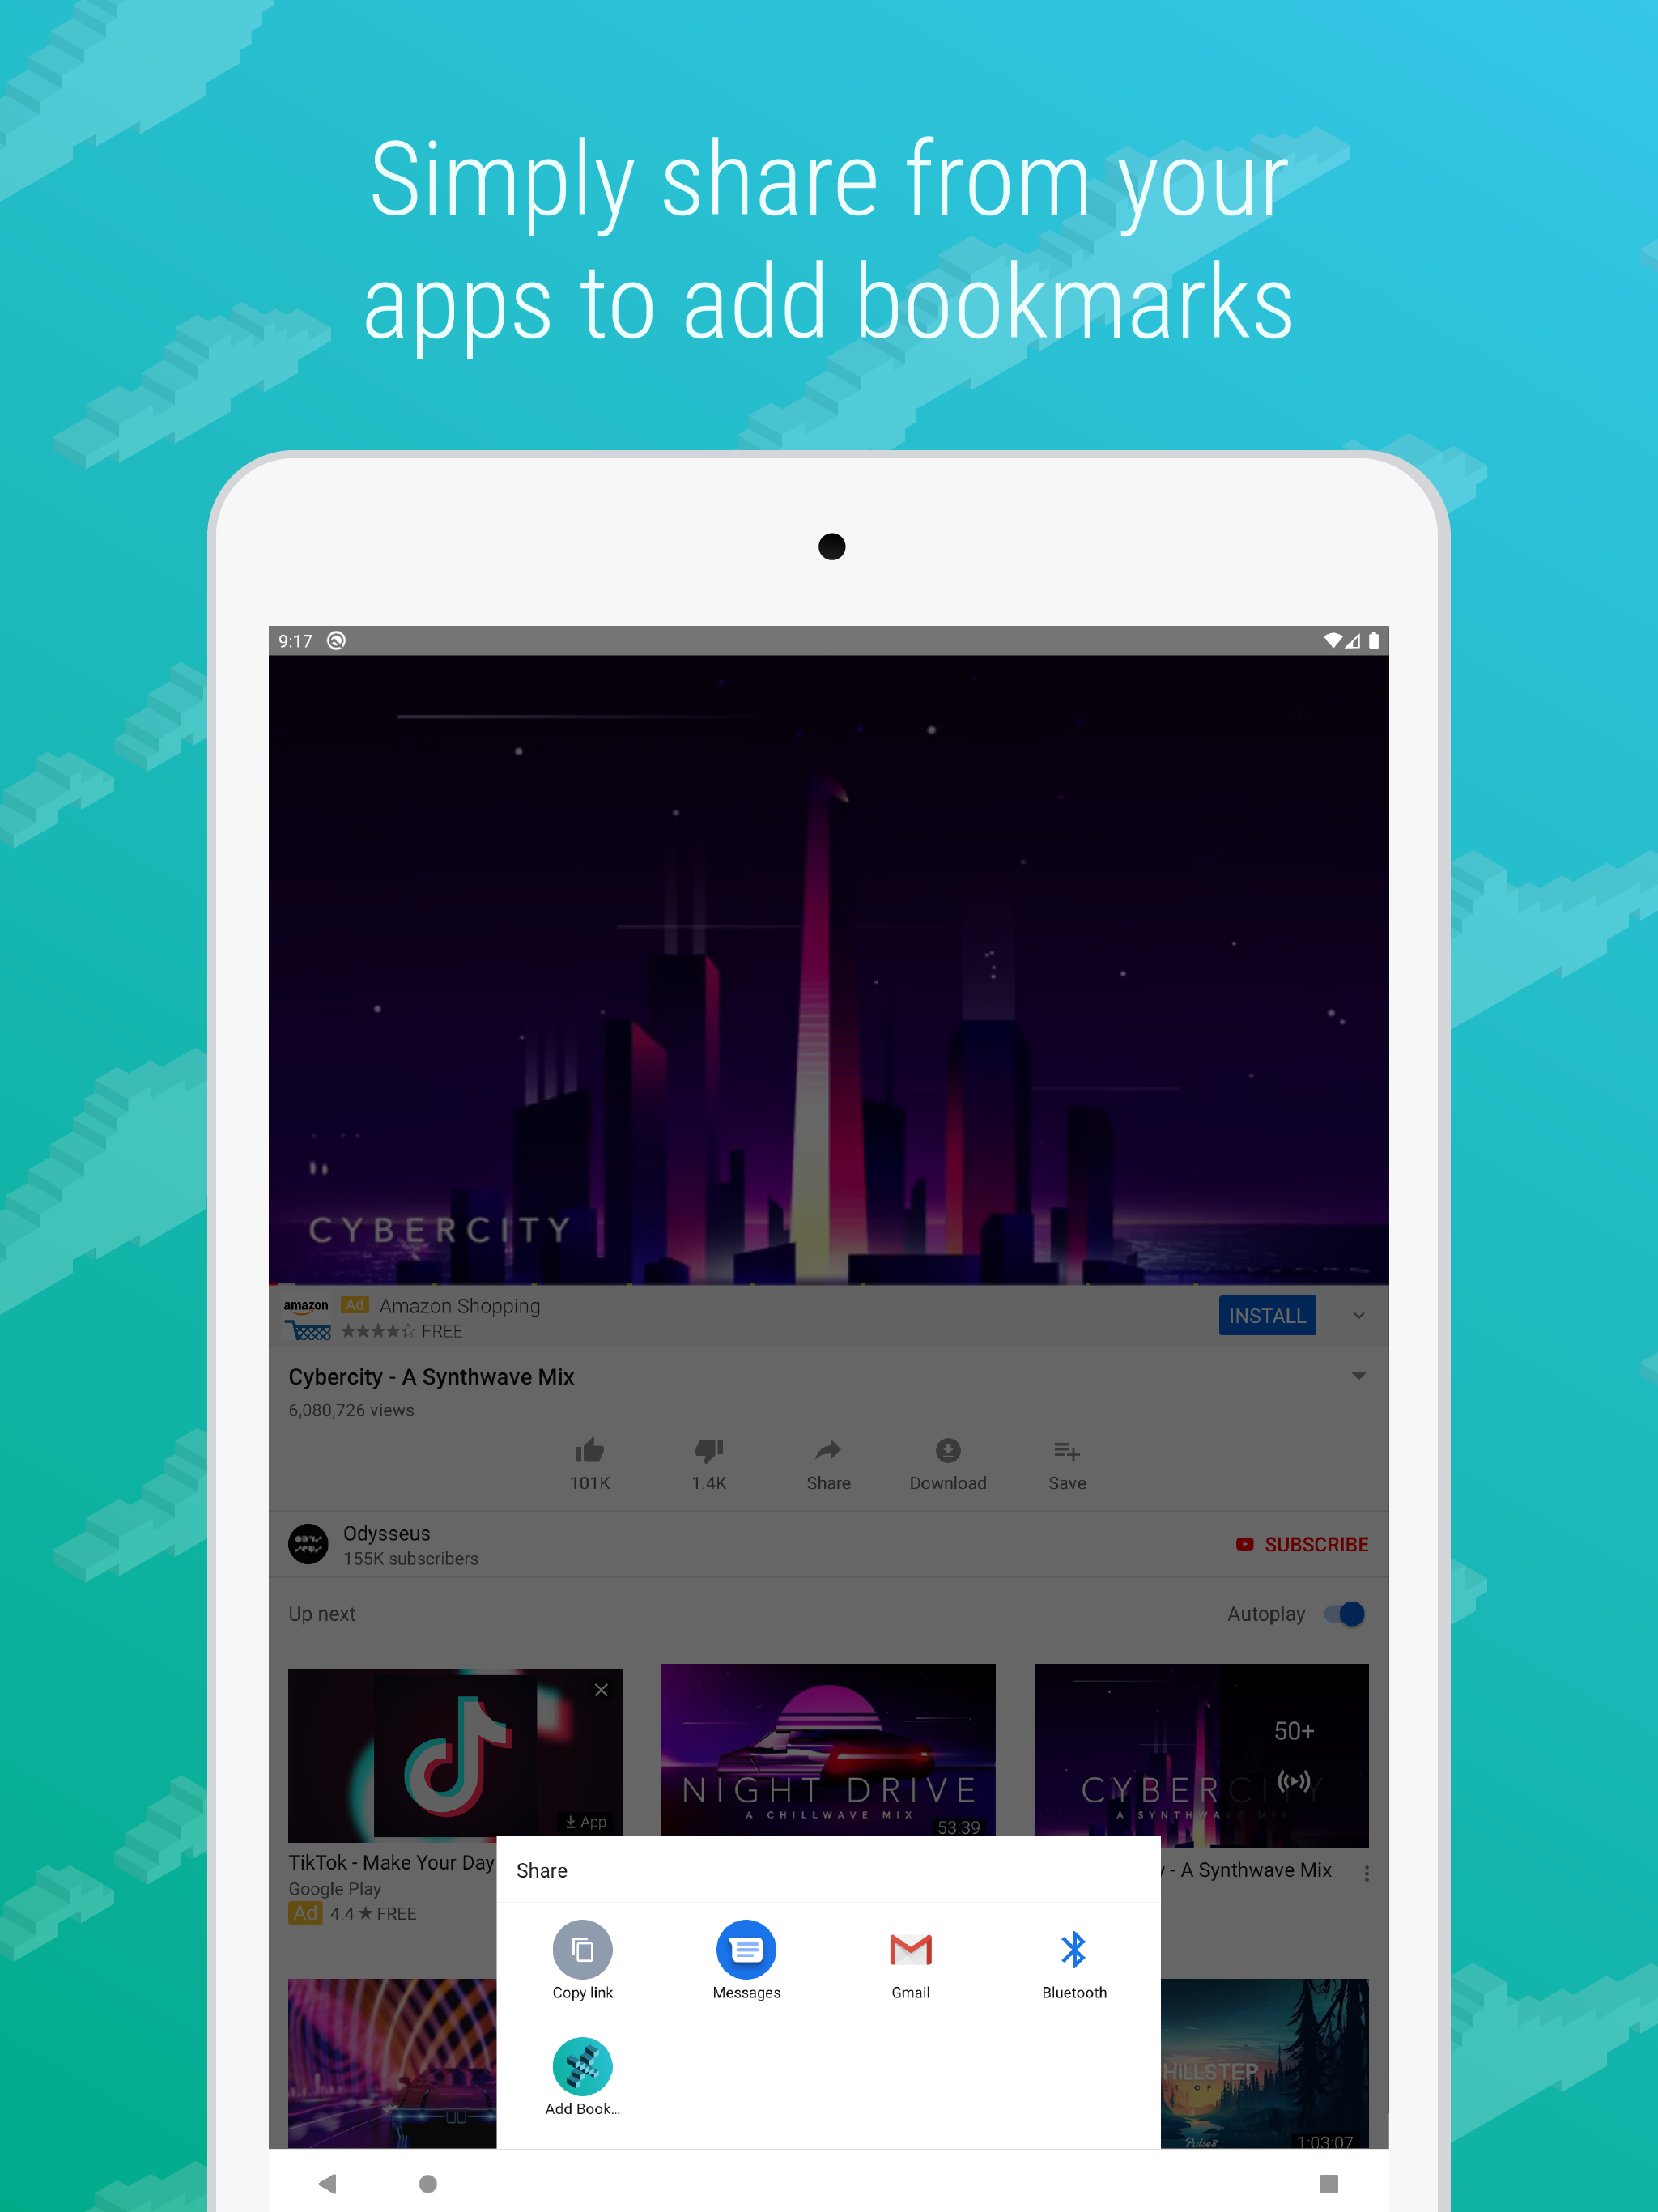 Simply share from your
apps to add bookmarks
9:17
CYBERCITY
amazon
Ad Amazon Shopping
FREE
INSTALL
Cybercity - A Synthwave Mix
6,080,726 views
101K
1.4K
Share
Download
Save
Odysseus
155K subscribers
SUBSCRIBE
Up next
Autoplay
App
NIGHT DRIVE
A CHILLWAVE MIX
53:39
CYBERCITY
A SYNTHWAVE MIX
50+
TikTok - Make Your Day
Google Play
Ad 4.4 ★ FREE
- A Synthwave Mix
Share
Copy link
Messages
Gmail
Bluetooth
Add Book...
HILLSTEP
Pulse8
1:03:07